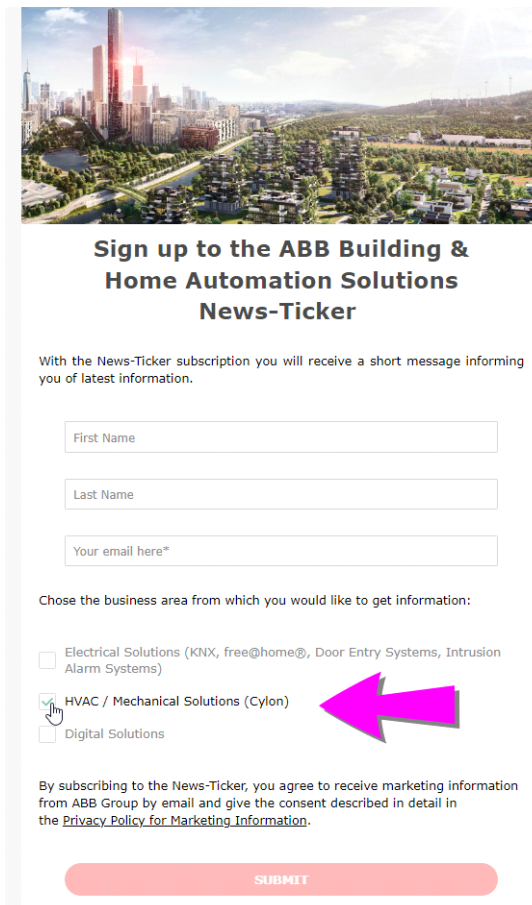 Sign up to the ABB Building &
Home Automation Solutions
News-Ticker
With the News-Ticker subscription you will receive a short message informing
you of latest information.
First Name
Last Name
Your email here*
Chose the business area from which you would like to get information:
Electrical Solutions (KNX, free@home®, Door Entry Systems, Intrusion
Alarm Systems)
HVAC / Mechanical Solutions (Cylon)
Digital Solutions
By subscribing to the News-Ticker, you agree to receive marketing information
from ABB Group by email and give the consent described in detail in
the Privacy Policy for Marketing Information.
SUBMIT